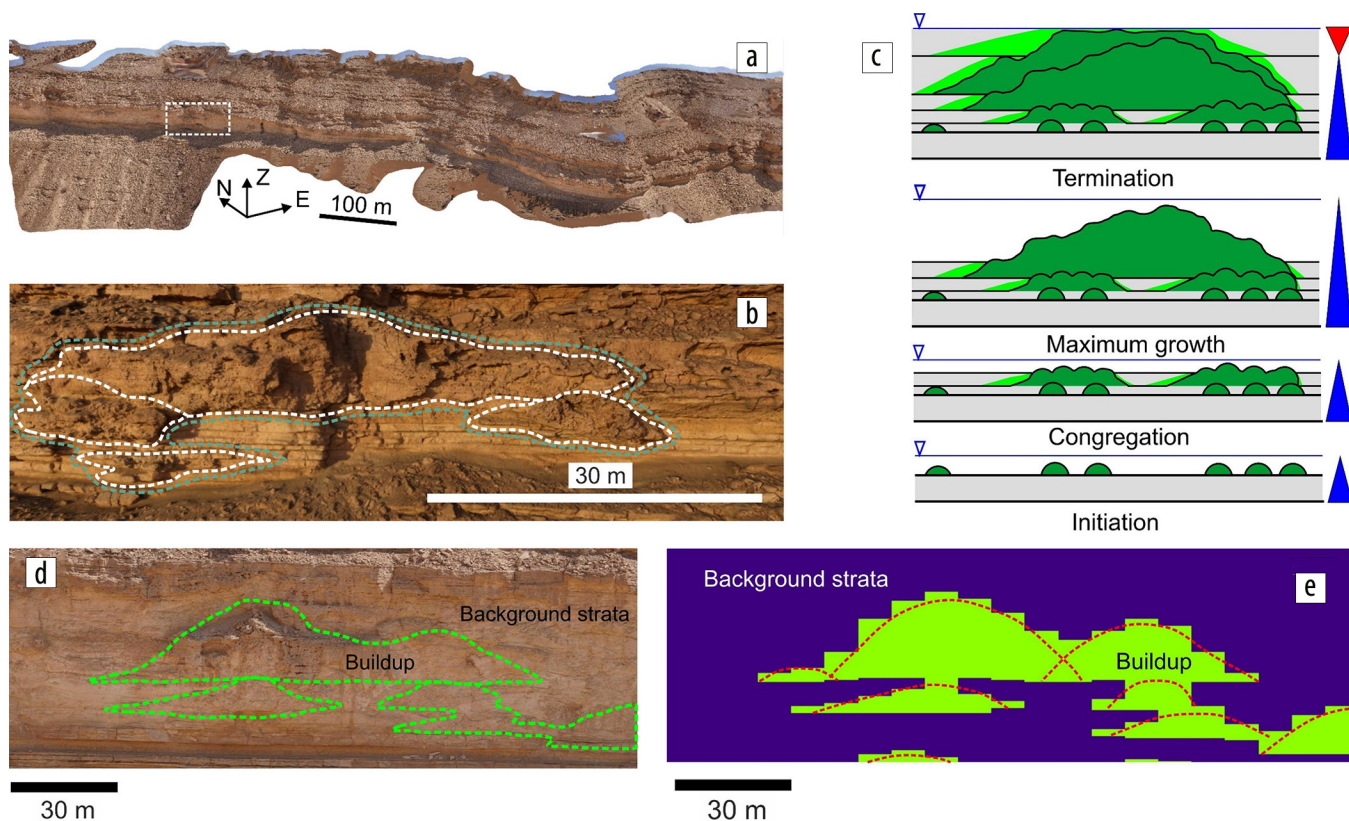 a
N
Z
E
100 m
b
30 m
c
Termination
Maximum growth
Congregation
Initiation
d
Background strata
Buildup
30 m
Background strata
e
Buildup
30 m